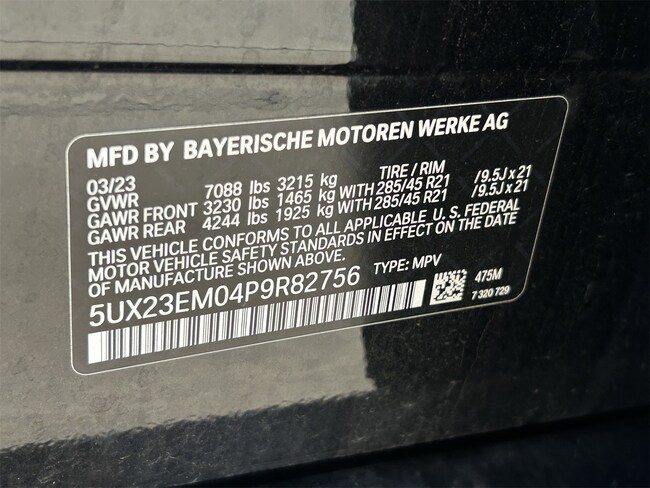 MFD BY BAYERISCHE MOTOREN WERKE AG
03/23 TIRE / RIM
GVWR 7088 lbs 3215 kg
GAWR FRONT 3230 lbs 1465 kg WITH 285/45 R21 /9.5J x 21
GAWR REAR 4244 lbs 1925 kg WITH 285/45 R21 /9.5J x 21
THIS VEHICLE CONFORMS TO ALL APPLICABLE U. S. FEDERAL
MOTOR VEHICLE SAFETY STANDARDS IN EFFECT ON THE DATE
OF MANUFACTURE SHOWN ABOVE.
5UX23EM04P9R82756 TYPE: MPV
475M
7 320 729